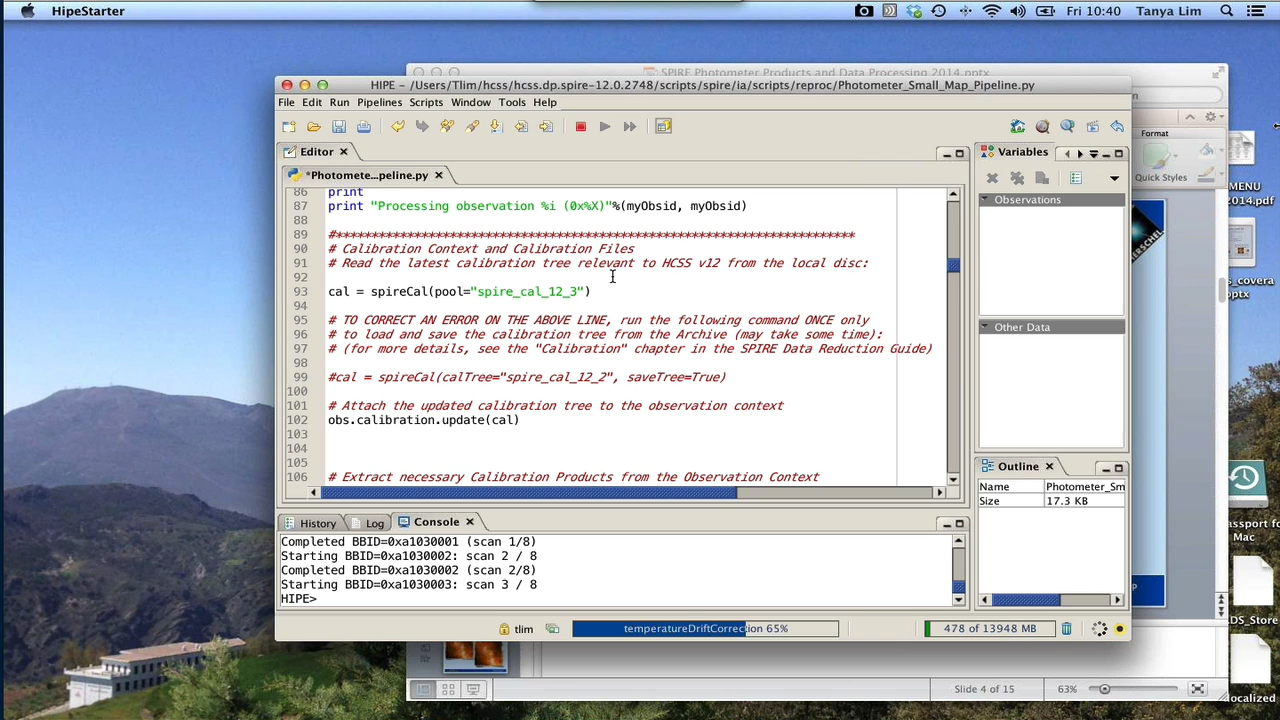 HipeStarter
Fri 10:40
Tanya Lim
SPIRE Photometer Products and Data Processing 2014.pptx
HIPE - /Users/Tlim/hcss/hcss.dp.spire-12.0.2748/scripts/spire/ia/scripts/reproc/Photometer_Small_Map_Pipeline.py
File Edit Run Pipelines Scripts Window Tools Help
Editor
*Photomete...peline.py
86 print
87 print "Processing observation %i (0x%X)"%(myObsid, myObsid)
88
89 #*************************************************************************
90 # Calibration Context and Calibration Files
91 # Read the latest calibration tree relevant to HCSS v12 from the local disc:
92
93 cal = spireCal(pool="spire_cal_12_3")
94
95 # TO CORRECT AN ERROR ON THE ABOVE LINE, run the following command ONCE only
96 # to load and save the calibration tree from the Archive (may take some time):
97 # (for more details, see the "Calibration" chapter in the SPIRE Data Reduction Guide)
98
99 #cal = spireCal(calTree="spire_cal_12_2", saveTree=True)
100
101 # Attach the updated calibration tree to the observation context
102 obs.calibration.update(cal)
103
104
105
106 # Extract necessary Calibration Products from the Observation Context
Variables
Observations
Other Data
Outline
Name Photometer_Sm
Size 17.3 KB
History
Log
Console
Completed BBID=0xa1030001 (scan 1/8)
Starting BBID=0xa1030002: scan 2 / 8
Completed BBID=0xa1030002 (scan 2/8)
Starting BBID=0xa1030003: scan 3 / 8
HIPE>
tlim
temperatureDriftCorrection 65%
478 of 13948 MB
Format
Quick Styles
Slide 4 of 15
63%
MENU
2014.pdf
s_covera
pptx
assport for
Mac
DS_Store
localized